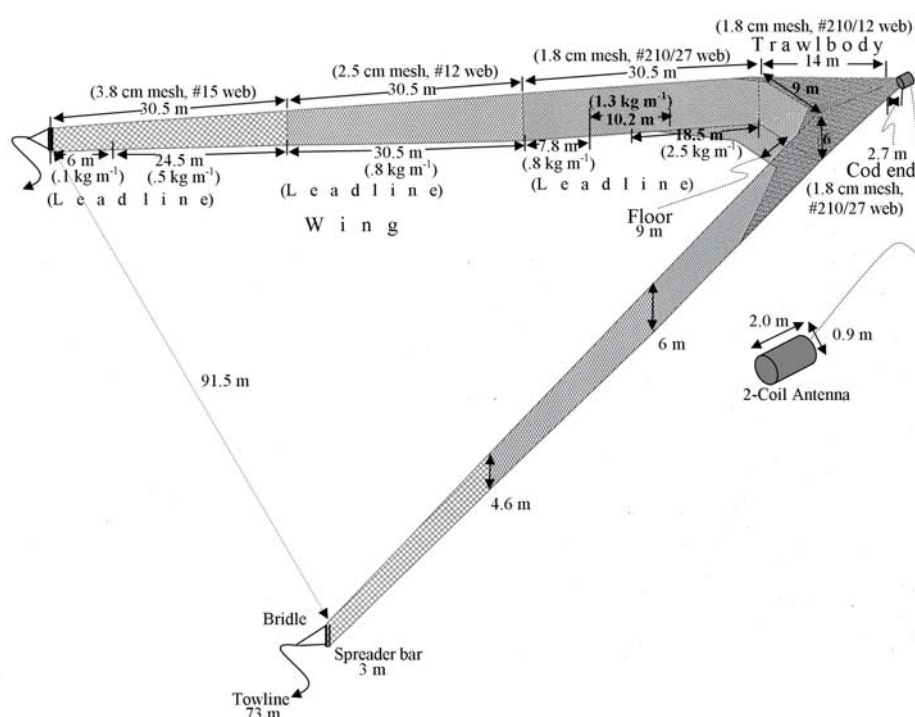 (1.8 cm mesh, #210/12 web)
T r a w l b o d y
14 m
(1.8 cm mesh, #210/27 web)
30.5 m
(2.5 cm mesh, #12 web)
30.5 m
(3.8 cm mesh, #15 web)
30.5 m
9 m
(1.3 kg m-1)
10.2 m
6 m
(.1 kg m-1)
24.5 m
(.5 kg m-1)
(L e a d l i n e)
30.5 m
(.8 kg m-1)
(L e a d l i n e)
7.8 m
(.8 kg m-1)
(L e a d l i n e)
18.5 m
(2.5 kg m-1)
6
2.7 m
Cod end
(1.8 cm mesh,
#210/27 web)
Floor
9 m
W i n g
6 m
2.0 m
0.9 m
2-Coil Antenna
91.5 m
4.6 m
Bridle
Spreader bar
3 m
Towline
73 m